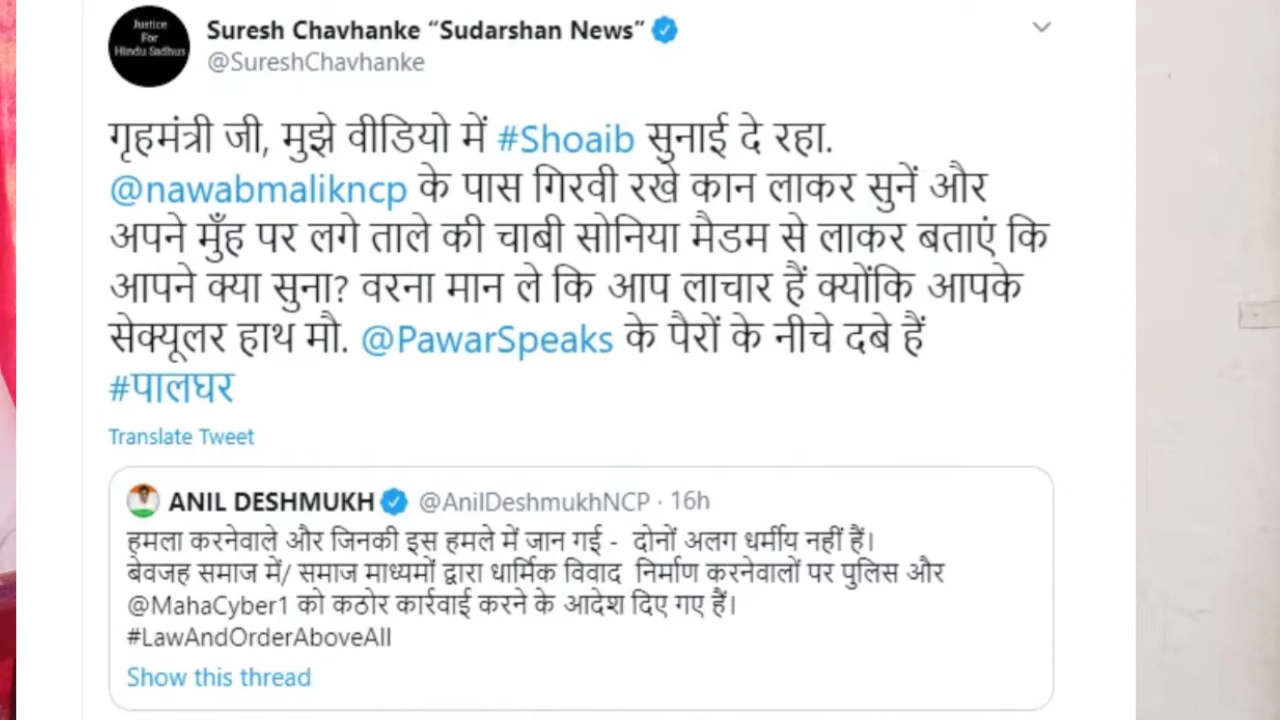 Justice
For
Hindu Sadhus
Suresh Chavhanke “Sudarshan News”
@SureshChavhanke
गृहमंत्री जी, मुझे वीडियो में #Shoaib सुनाई दे रहा.
@nawabmalikncp के पास गिरवी रखे कान लाकर सुनें और
अपने मुँह पर लगे ताले की चाबी सोनिया मैडम से लाकर बताएं कि
आपने क्या सुना? वरना मान ले कि आप लाचार हैं क्योंकि आपके
सेक्यूलर हाथ मौ. @PawarSpeaks के पैरों के नीचे दबे हैं
#पालघर
Translate Tweet
ANIL DESHMUKH @AnilDeshmukhNCP · 16h
हमला करनेवाले और जिनकी इस हमले में जान गई - दोनों अलग धर्मीय नहीं हैं।
बेवजह समाज में/ समाज माध्यमों द्वारा धार्मिक विवाद निर्माण करनेवालों पर पुलिस और
@MahaCyber1 को कठोर कार्रवाई करने के आदेश दिए गए हैं।
#LawAndOrderAboveAll
Show this thread